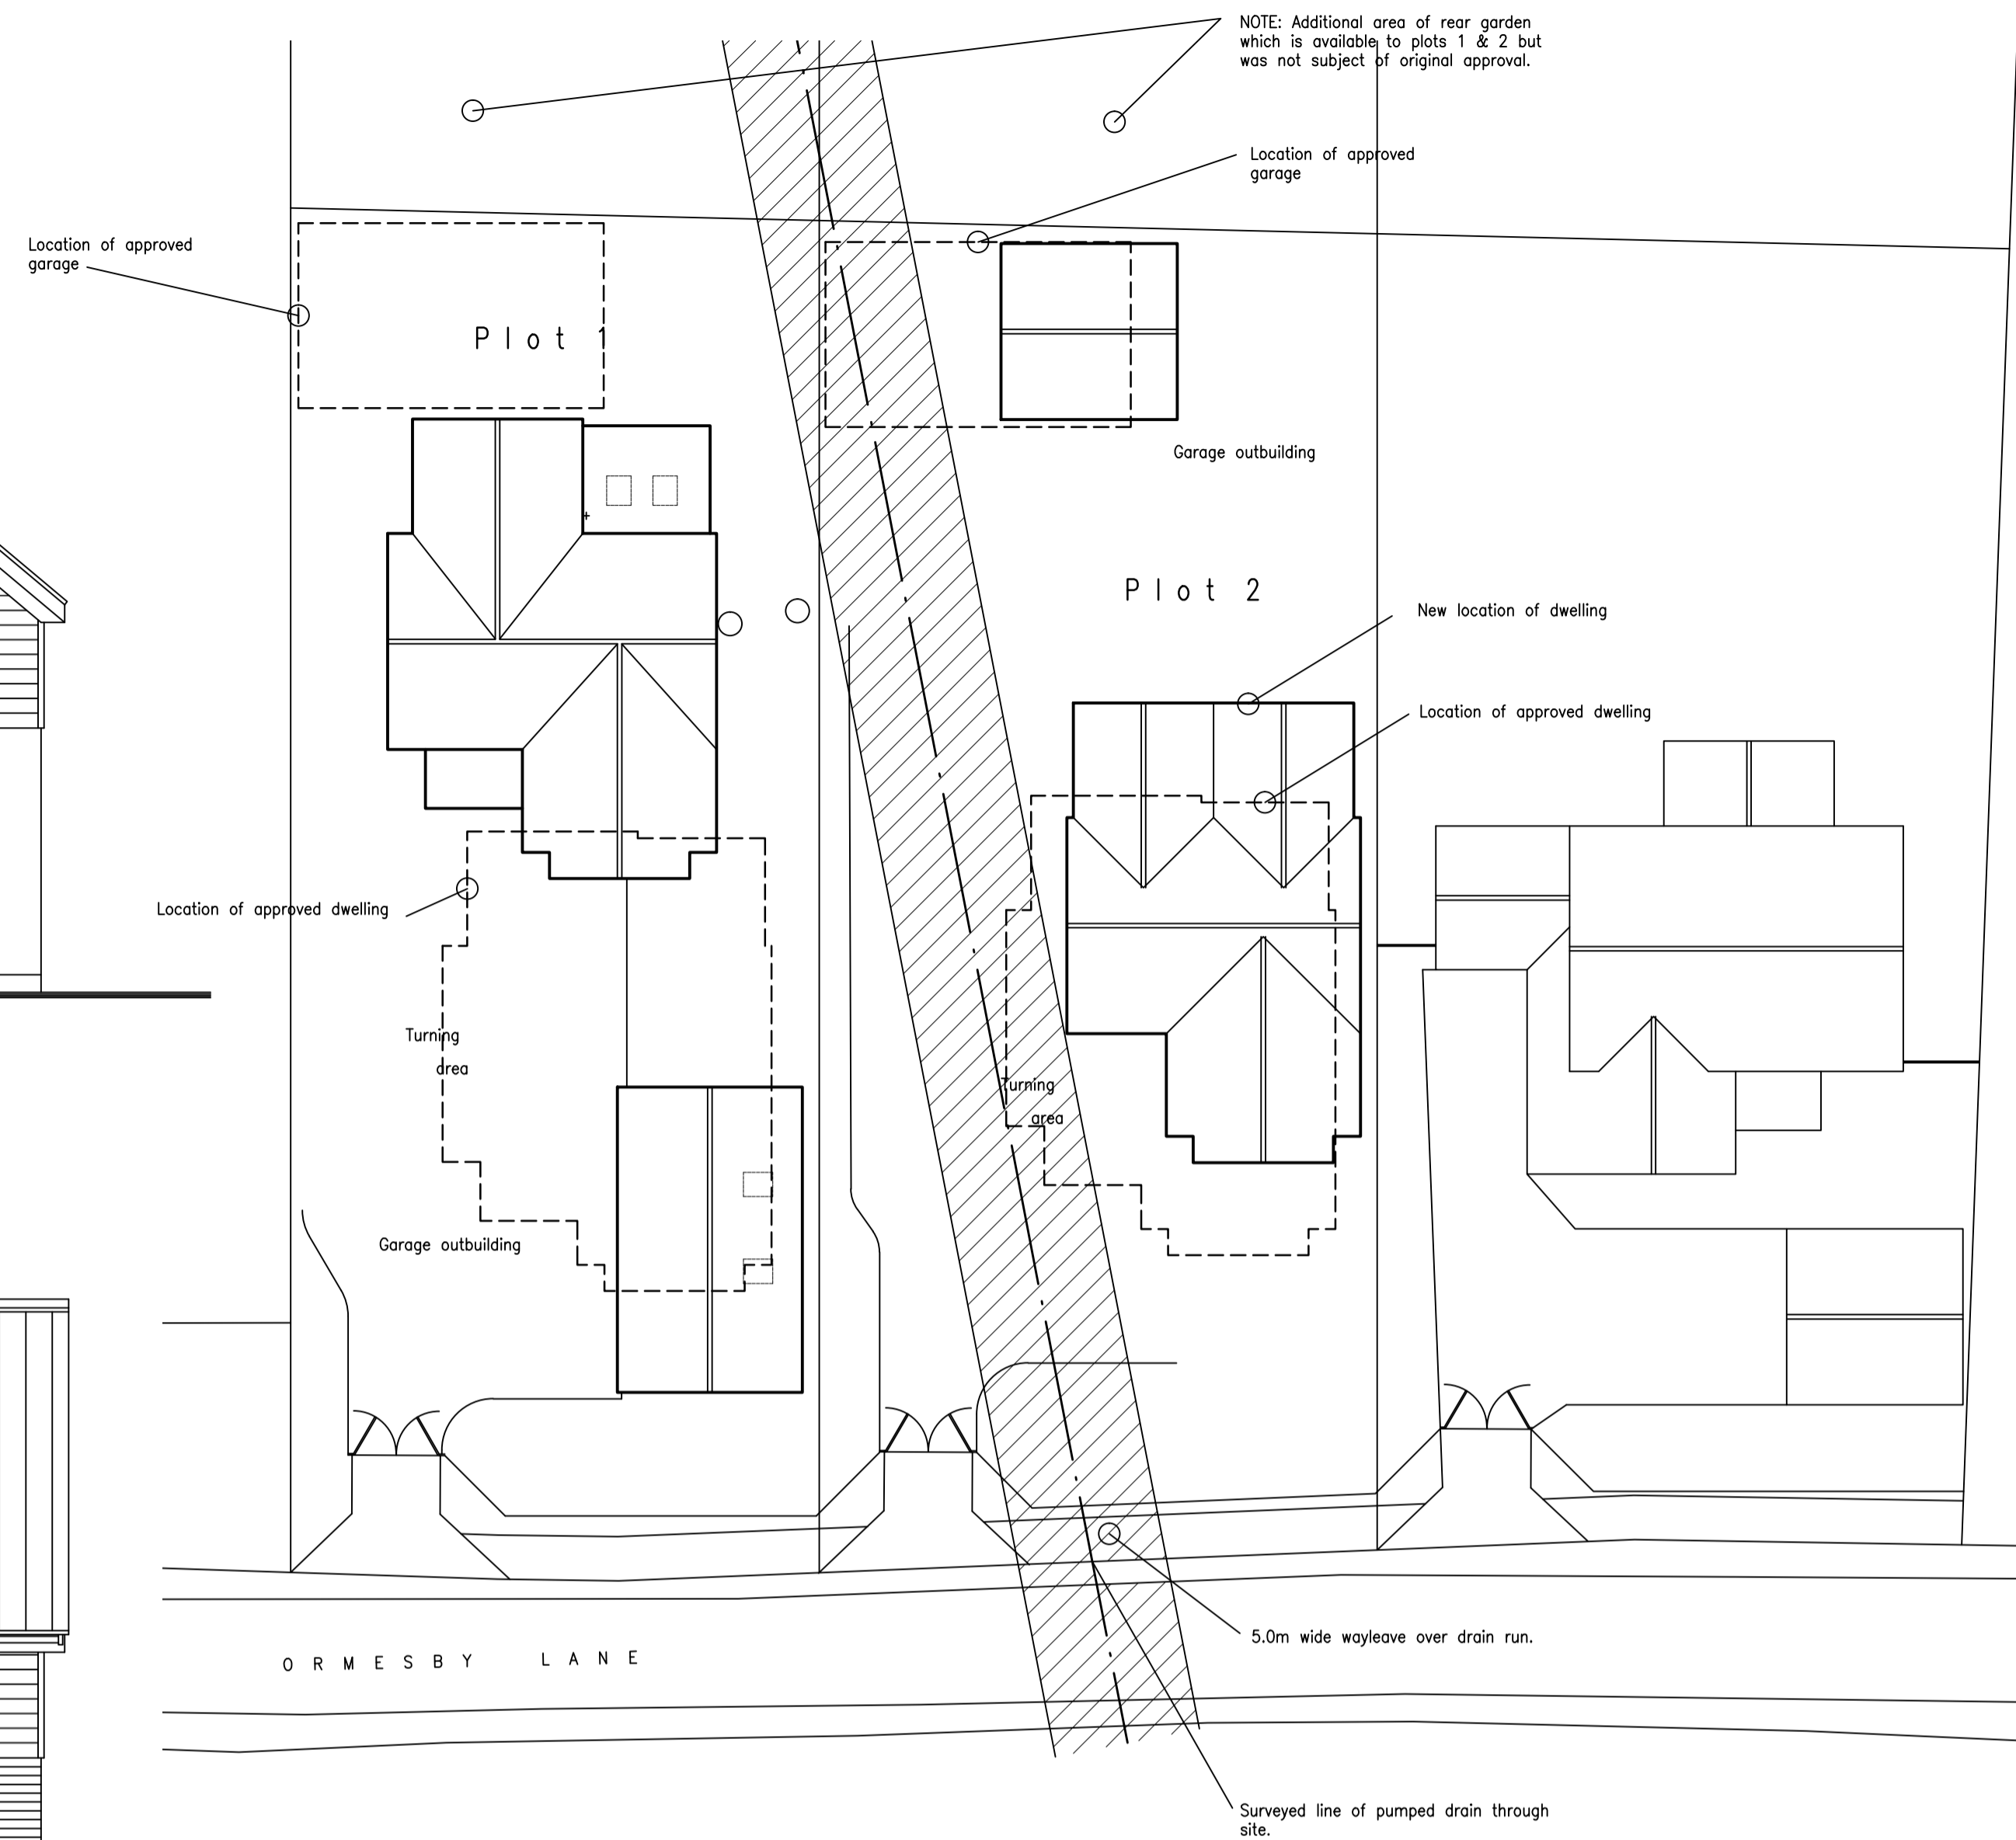 NOTE: Additional area of rear garden
which is available to plots 1 & 2 but
was not subject of original approval.
Location of approved
garage
Location of approved
garage
Plot 1
Garage outbuilding
Plot 2
New location of dwelling
Location of approved dwelling
Location of approved dwelling
Turning
area
Turning
area
Garage outbuilding
5.0m wide wayleave over drain run.
ORMESBY LANE
Surveyed line of pumped drain through
site.